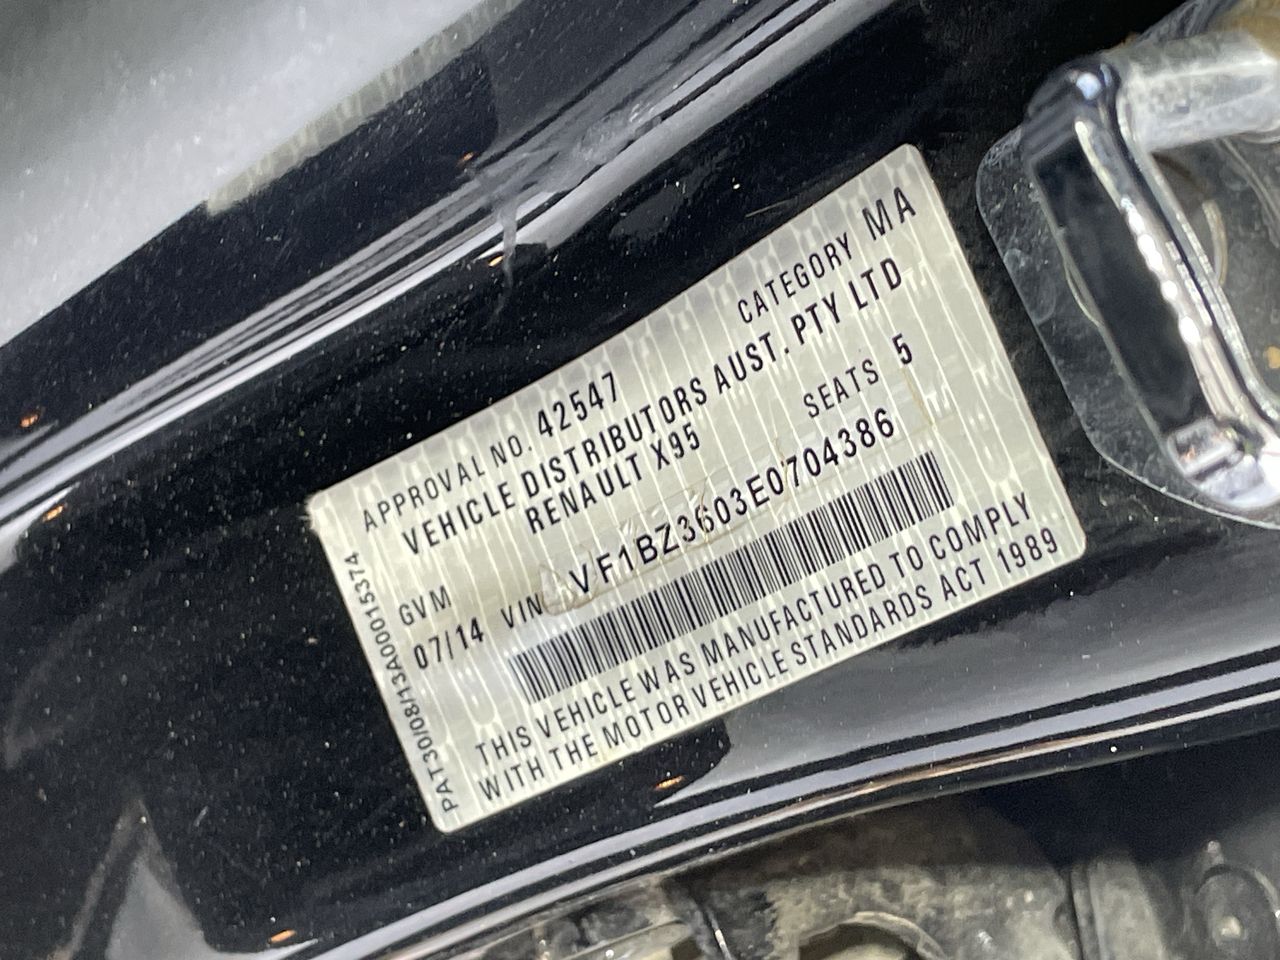 APPROVAL NO. 42547 CATEGORY MA
VEHICLE DISTRIBUTORS AUST. PTY LTD
RENAULT X95 SEATS 5
GVM
07/14 VIN VF1BZ3603E0704386
THIS VEHICLE WAS MANUFACTURED TO COMPLY
WITH THE MOTOR VEHICLE STANDARDS ACT 1989
PAT30/08/13A00015374